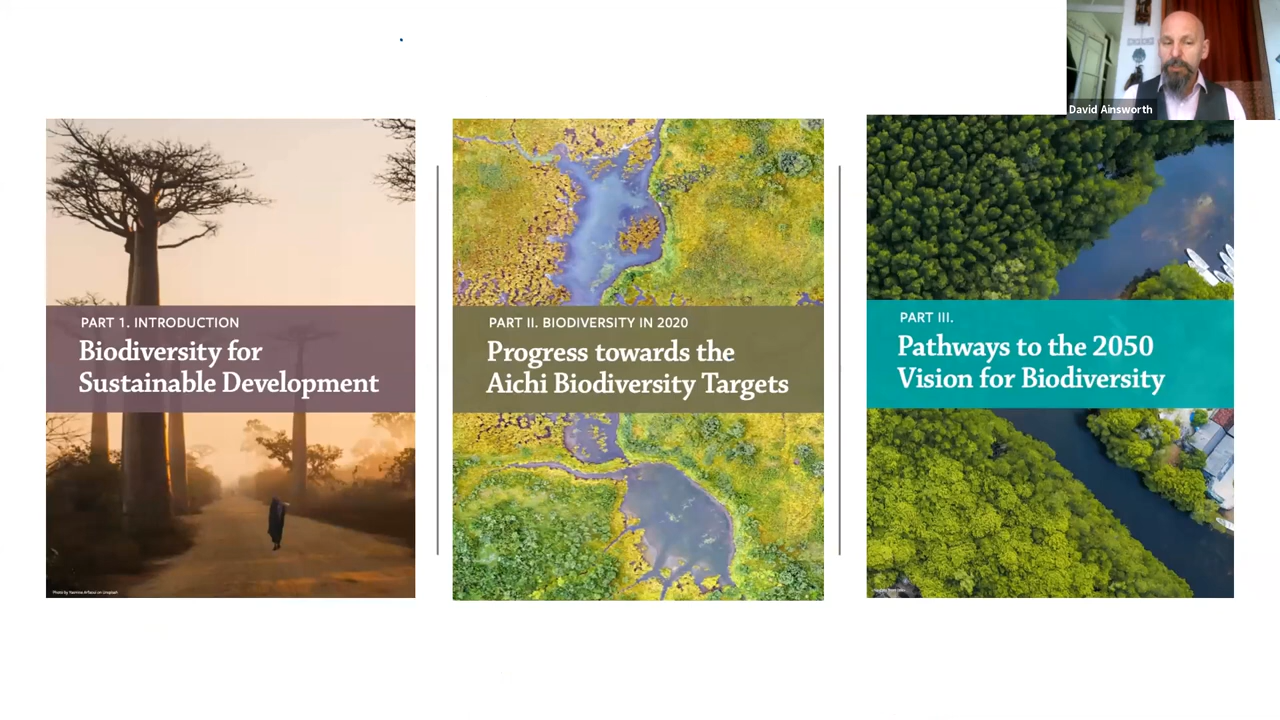 David Ainsworth
PART 1. INTRODUCTION
Biodiversity for
Sustainable Development
PART II. BIODIVERSITY IN 2020
Progress towards the
Aichi Biodiversity Targets
PART III.
Pathways to the 2050
Vision for Biodiversity